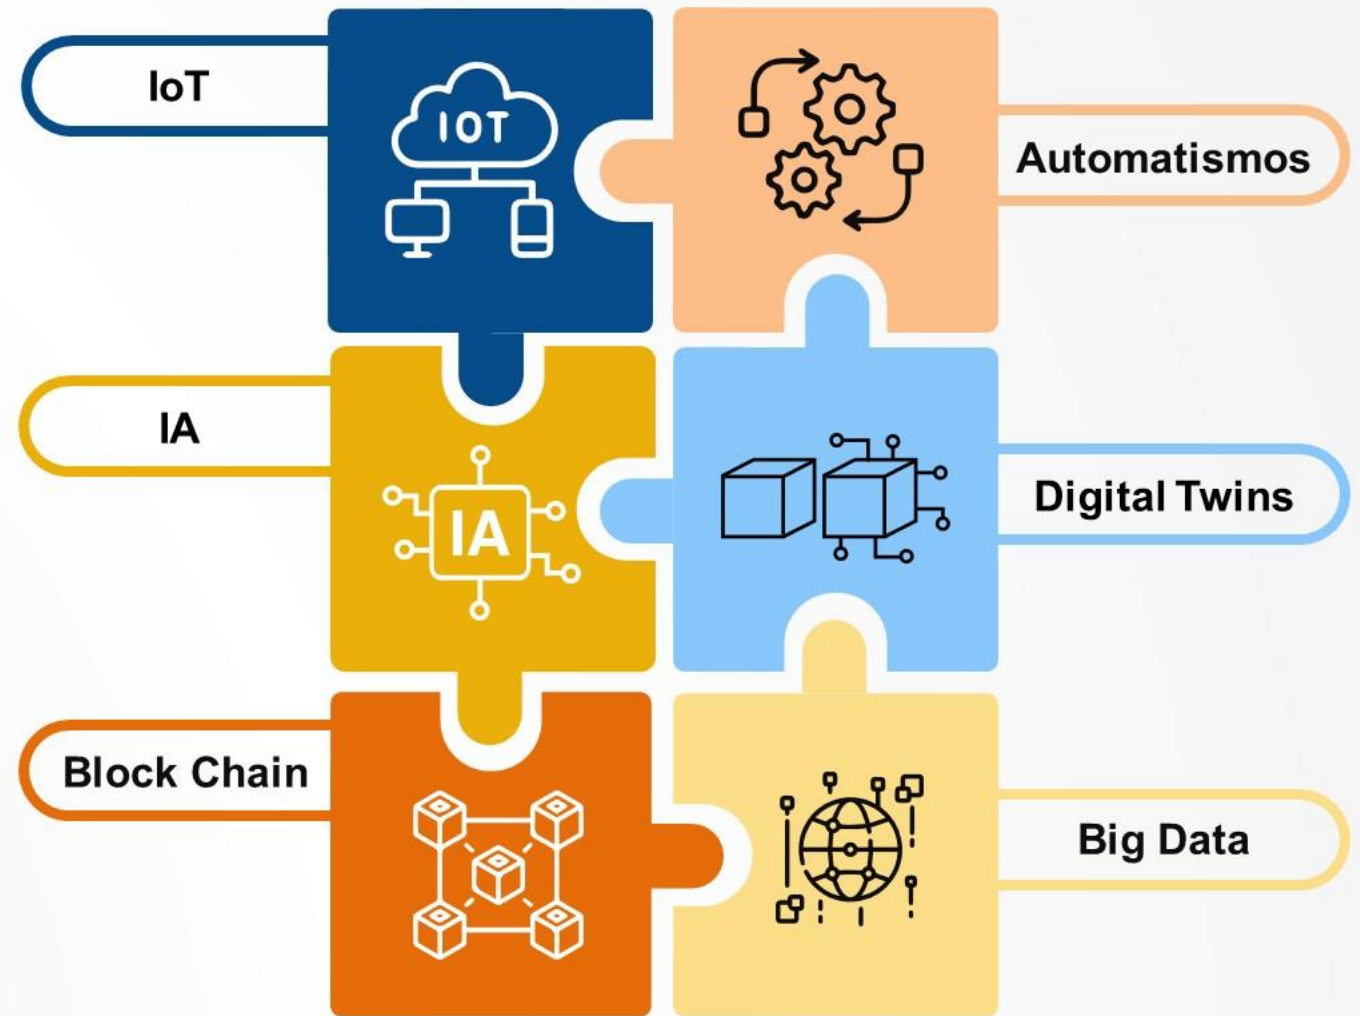 IoT
IOT
Automatismos
IA
IA
Digital Twins
Block Chain
Big Data